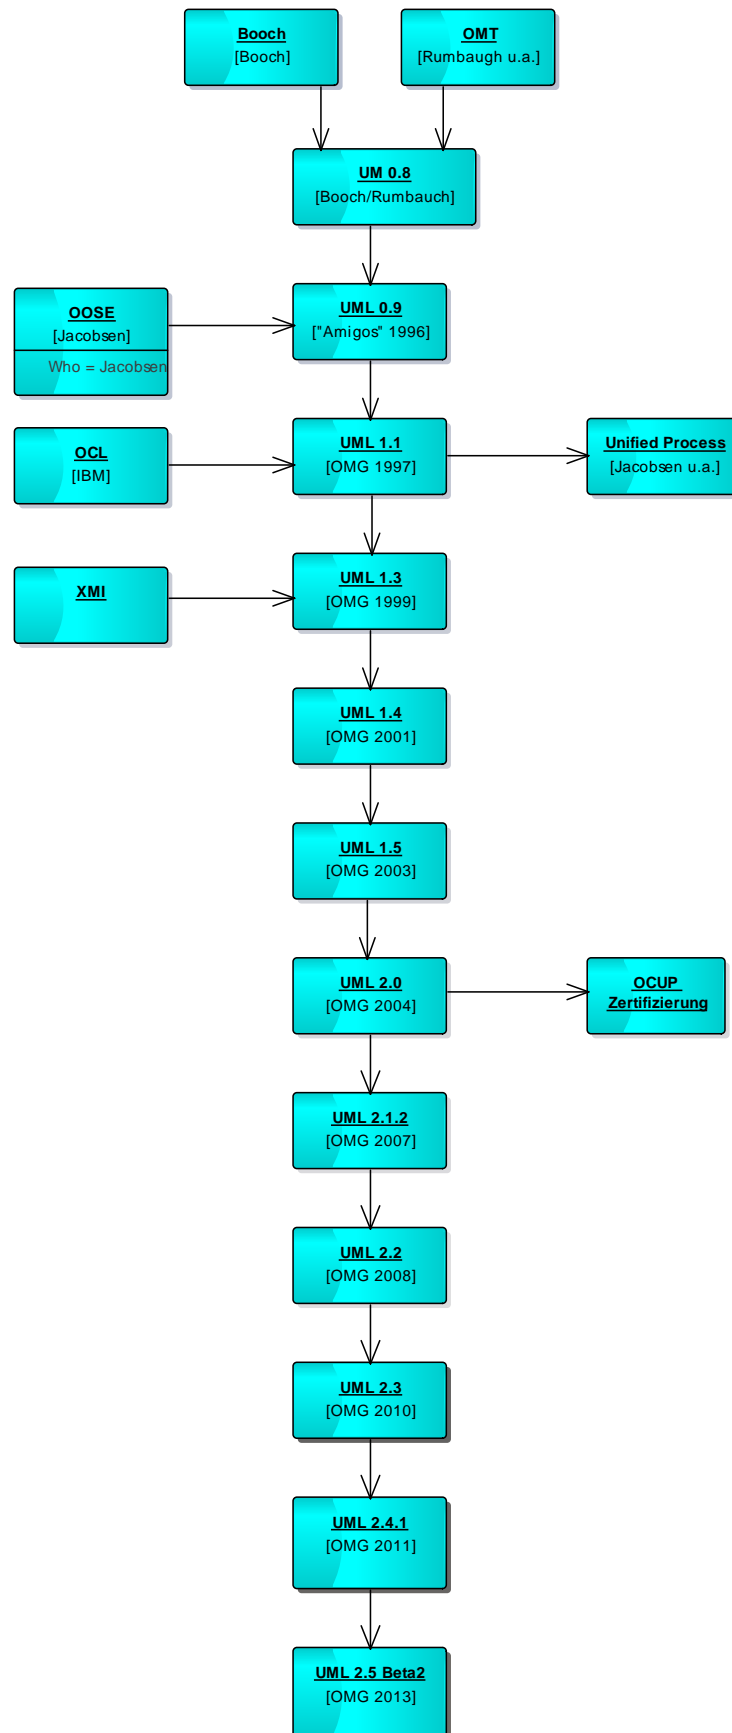 Booch
[Booch]
OMT
[Rumbaugh u.a.]
UM 0.8
[Booch/Rumbauch]
OOSE
[Jacobsen]
Who = Jacobsen
UML 0.9
["Amigos" 1996]
OCL
[IBM]
UML 1.1
[OMG 1997]
Unified Process
[Jacobsen u.a.]
XMI
UML 1.3
[OMG 1999]
UML 1.4
[OMG 2001]
UML 1.5
[OMG 2003]
UML 2.0
[OMG 2004]
OCUP
Zertifizierung
UML 2.1.2
[OMG 2007]
UML 2.2
[OMG 2008]
UML 2.3
[OMG 2010]
UML 2.4.1
[OMG 2011]
UML 2.5 Beta2
[OMG 2013]